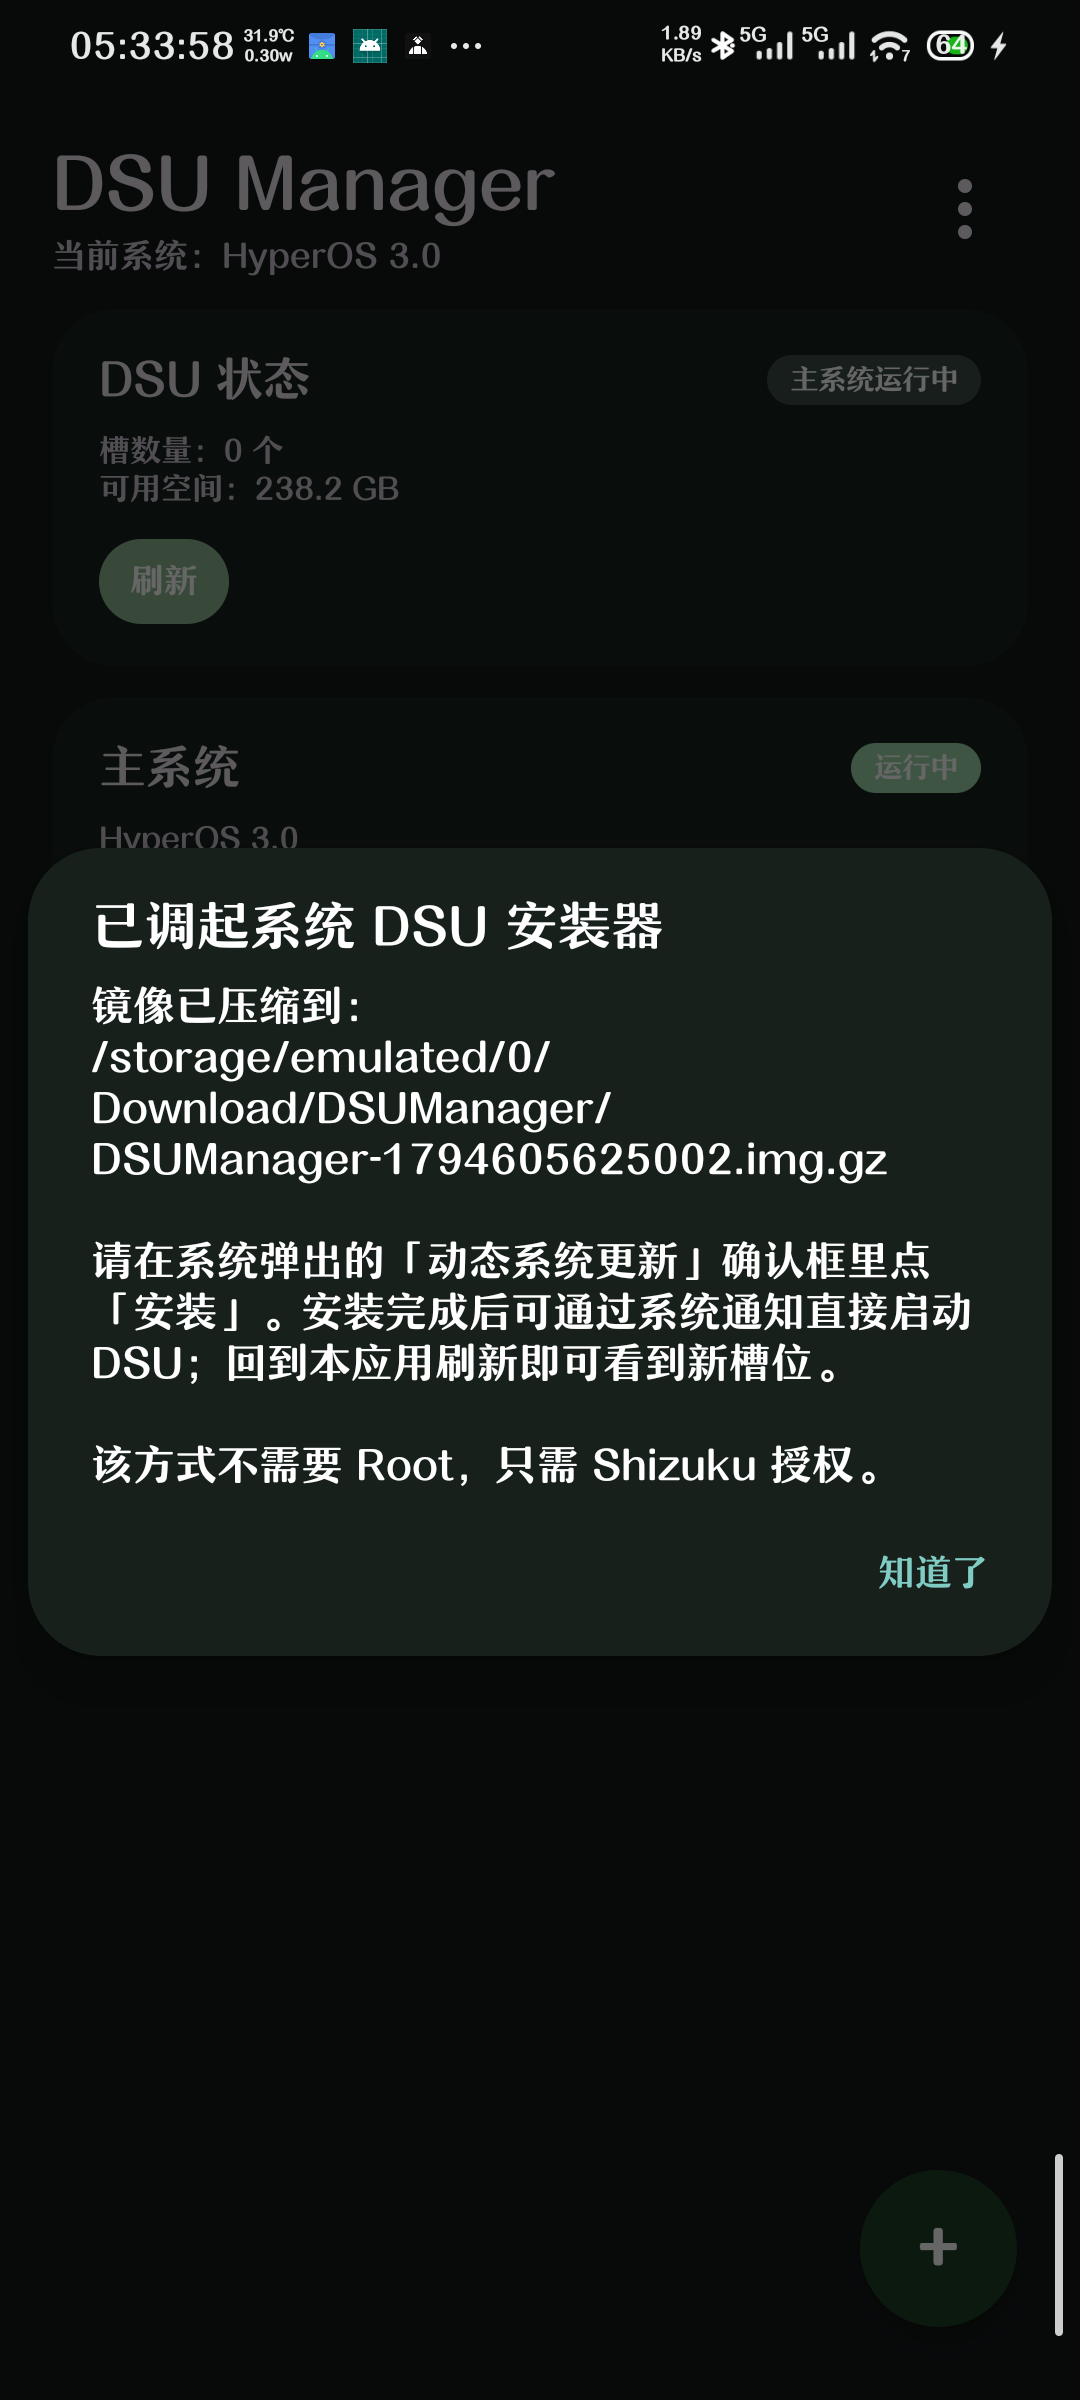 05:33:58 31.9℃ 0.30w 1.89 KB/s 5G 5G 7 64
DSU Manager
当前系统：HyperOS 3.0
DSU 状态 主系统运行中
槽数量：0 个
可用空间：238.2 GB
刷新
主系统 运行中
HyperOS 3.0
已调起系统 DSU 安装器
镜像已压缩到：
/storage/emulated/0/
Download/DSUManager/
DSUManager-1794605625002.img.gz
请在系统弹出的「动态系统更新」确认框里点
「安装」。安装完成后可通过系统通知直接启动
DSU；回到本应用刷新即可看到新槽位。
该方式不需要 Root，只需 Shizuku 授权。
知道了